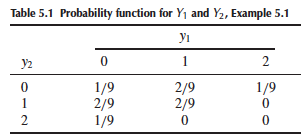 Table 5.1 Probability function for Y₁ and Y₂, Example 5.1
y₁
y₂ 0 1 2
0 1/9 2/9 1/9
1 2/9 2/9 0
2 1/9 0 0